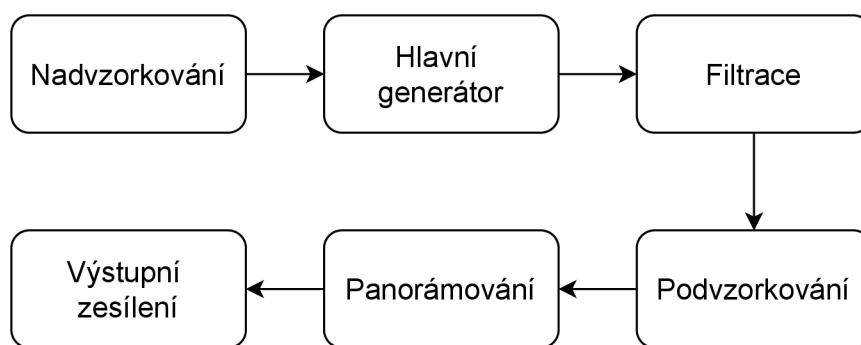 Nadvzorkování
Hlavní
generátor
Filtrace
Výstupní
zesílení
Panorámování
Podvzorkování